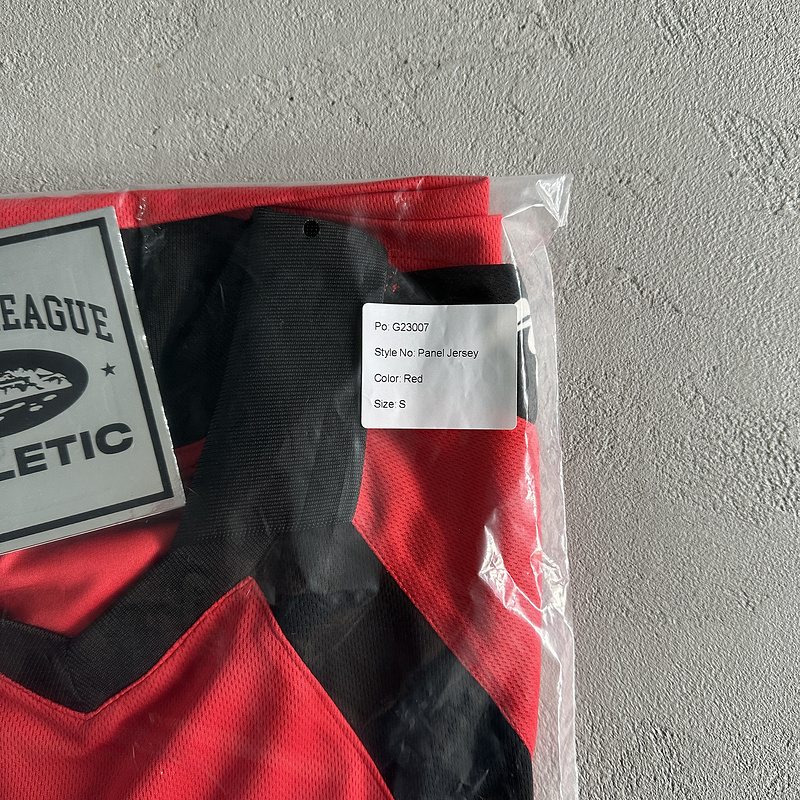 EAGUE
LETIC
Po: G23007
Style No: Panel Jersey
Color: Red
Size: S